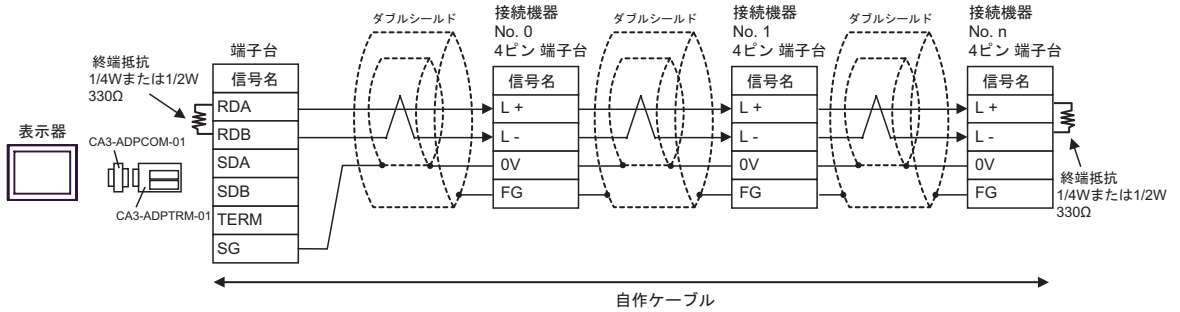 表示器
終端抵抗
1/4Wまたは1/2W
330Ω
CA3-ADPCOM-01
CA3-ADPTRM-01
端子台
信号名
RDA
RDB
SDA
SDB
TERM
SG
ダブルシールド
接続機器
No. 0
4ピン 端子台
信号名
L +
L -
0V
FG
ダブルシールド
接続機器
No. 1
4ピン 端子台
信号名
L +
L -
0V
FG
ダブルシールド
接続機器
No. n
4ピン 端子台
信号名
L +
L -
0V
FG
終端抵抗
1/4Wまたは1/2W
330Ω
自作ケーブル